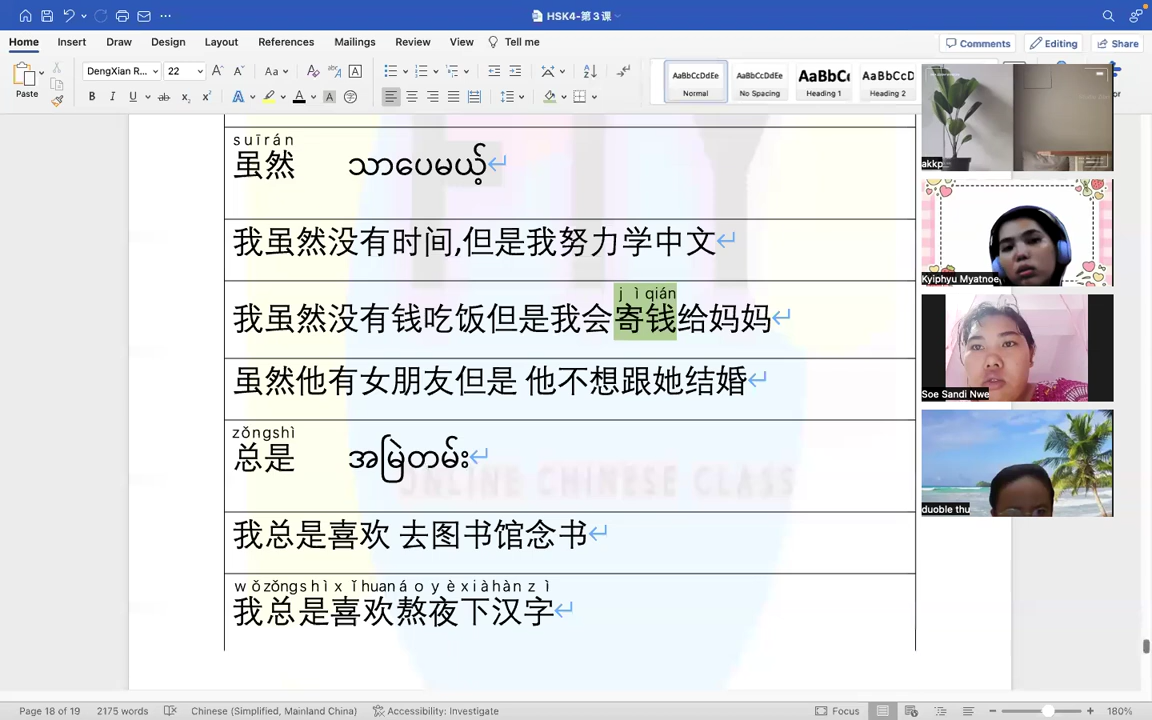 HSK4-第3课
Home Insert Draw Design Layout References Mailings Review View Tell me
Comments Editing Share
Paste
DengXian R... 22
AaBbCcDdEe AaBbCcDdEe AaBbC AaBbCcD
Normal No Spacing Heading 1 Heading 2
akkp
Kyiphyu Myatnoe
Soe Sandi Nwe
duoble thu
suīrán
虽然 သာပေမယ့်
我虽然没有时间,但是我努力学中文
jì qián
我虽然没有钱吃饭但是我会寄钱给妈妈
虽然他有女朋友但是 他不想跟她结婚
zǒngshì
总是 အမြဲတမ်း
ONLINE CHINESE CLASS
我总是喜欢 去图书馆念书
wǒzǒngshìxǐhuanáoyèxiàhànzì
我总是喜欢熬夜下汉字
Page 18 of 19 2175 words Chinese (Simplified, Mainland China) Accessibility: Investigate Focus 180%